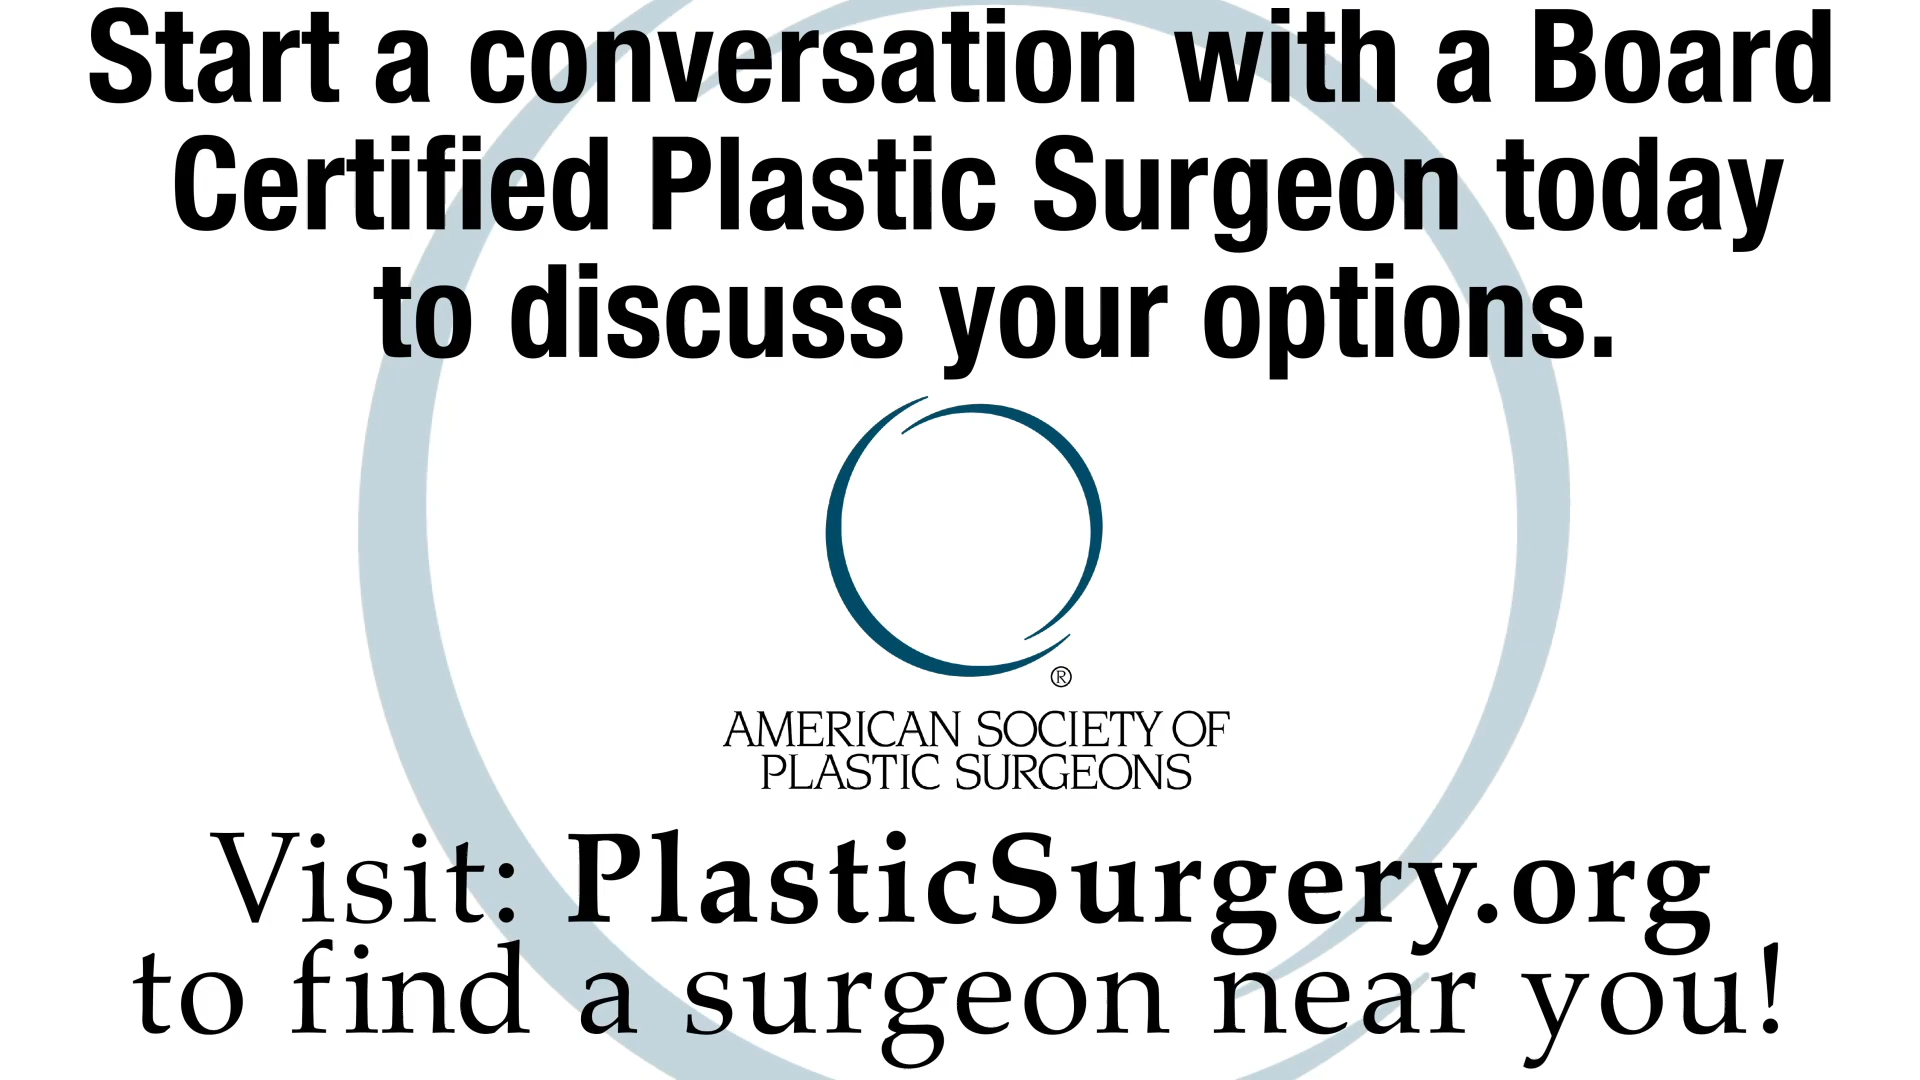 Start a conversation with a Board
Certified Plastic Surgeon today
to discuss your options.
®
AMERICAN SOCIETY OF
PLASTIC SURGEONS
Visit: PlasticSurgery.org
to find a surgeon near you!